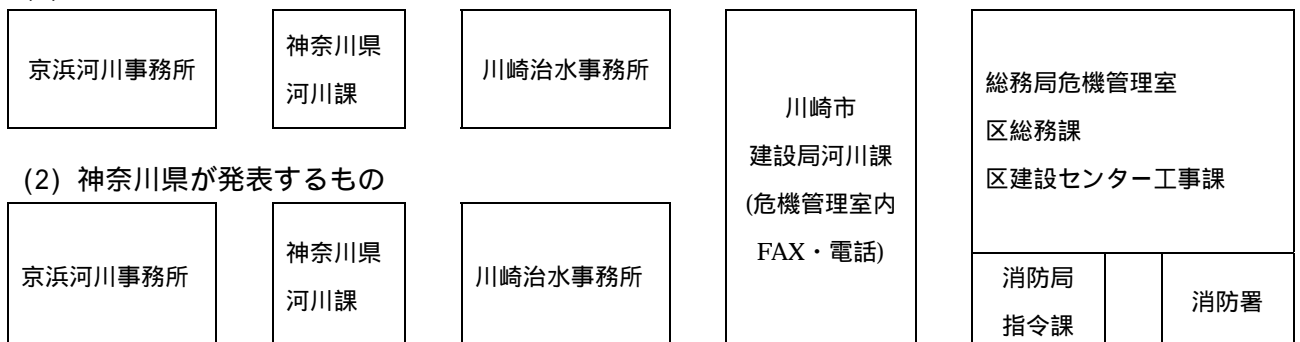 京浜河川事務所
神奈川県
河川課
川崎治水事務所
川崎市
建設局河川課
(危機管理室内
FAX・電話)
総務局危機管理室
区総務課
区建設センター工事課
(2) 神奈川県が発表するもの
京浜河川事務所
神奈川県
河川課
川崎治水事務所
消防局
指令課
消防署